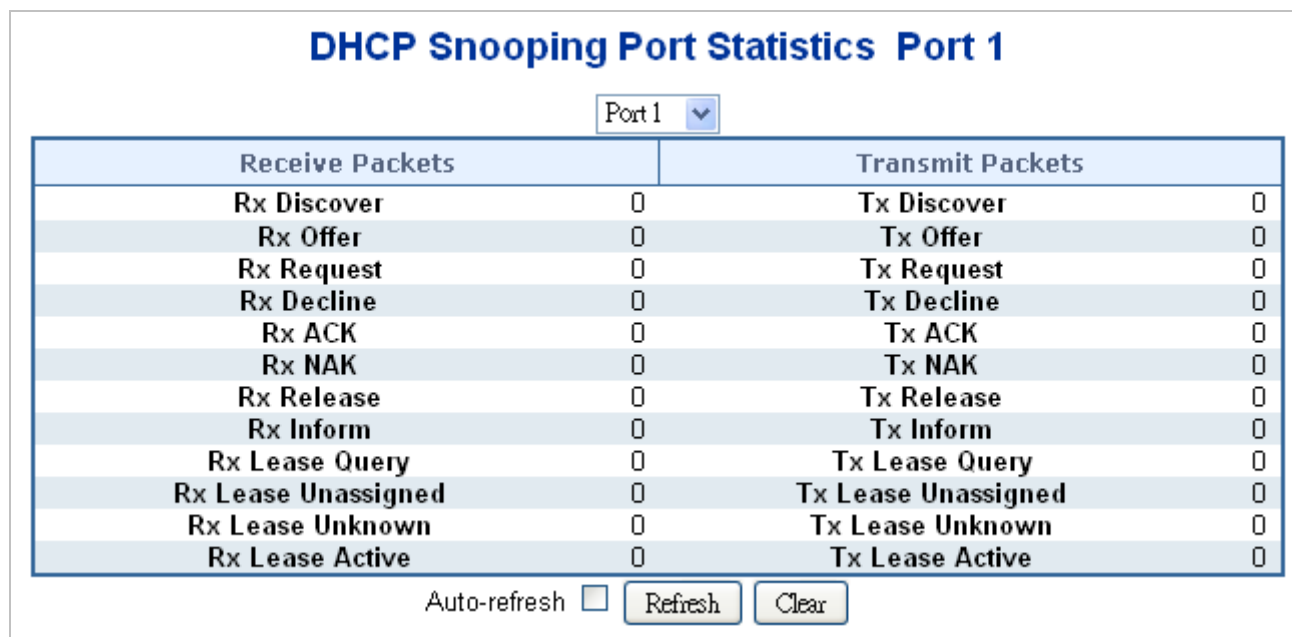 DHCP Snooping Port Statistics Port 1
Port 1
Receive Packets Transmit Packets
Rx Discover 0 Tx Discover 0
Rx Offer 0 Tx Offer 0
Rx Request 0 Tx Request 0
Rx Decline 0 Tx Decline 0
Rx ACK 0 Tx ACK 0
Rx NAK 0 Tx NAK 0
Rx Release 0 Tx Release 0
Rx Inform 0 Tx Inform 0
Rx Lease Query 0 Tx Lease Query 0
Rx Lease Unassigned 0 Tx Lease Unassigned 0
Rx Lease Unknown 0 Tx Lease Unknown 0
Rx Lease Active 0 Tx Lease Active 0
Auto-refresh Refresh Clear